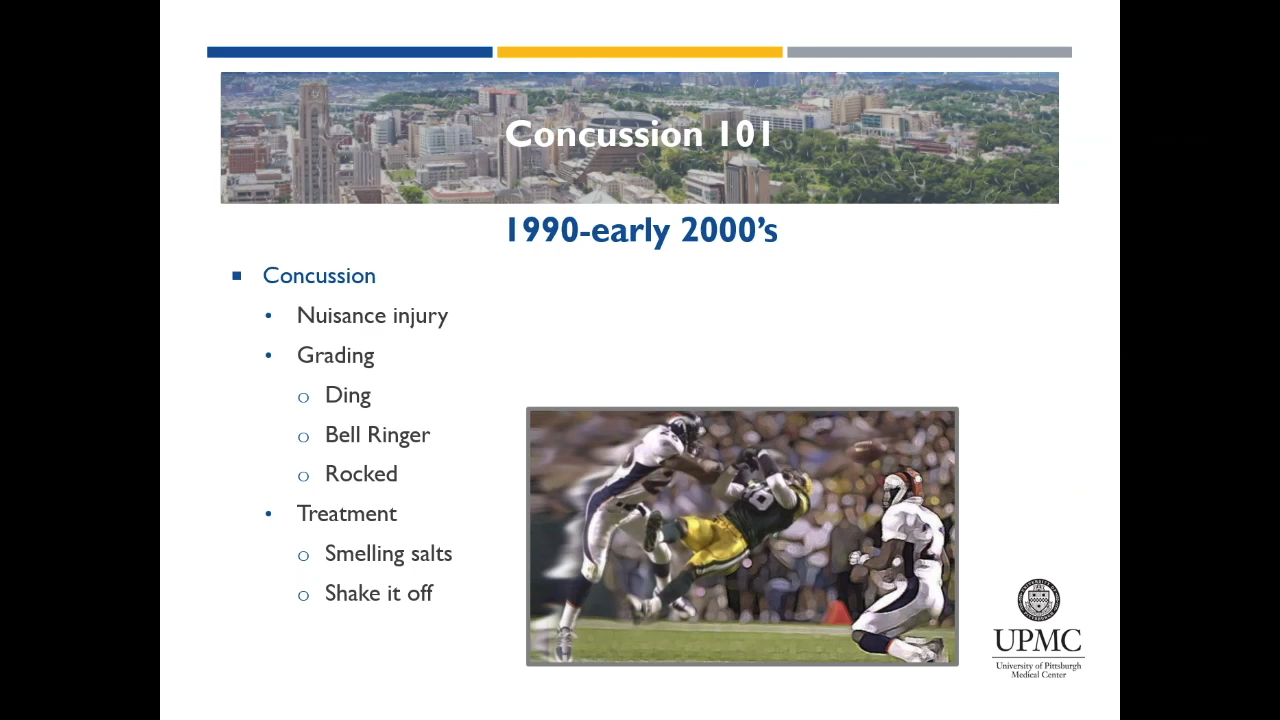 Concussion 101
1990-early 2000's
Concussion
Nuisance injury
Grading
Ding
Bell Ringer
Rocked
Treatment
Smelling salts
Shake it off
UPMC
University of Pittsburgh
Medical Center